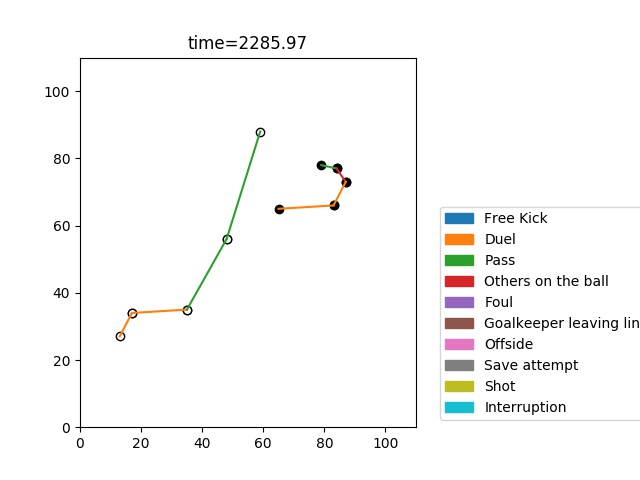 time=2285.97
100
80
60
40
20
0
0 20 40 60 80 100
Free Kick
Duel
Pass
Others on the ball
Foul
Goalkeeper leaving lin
Offside
Save attempt
Shot
Interruption